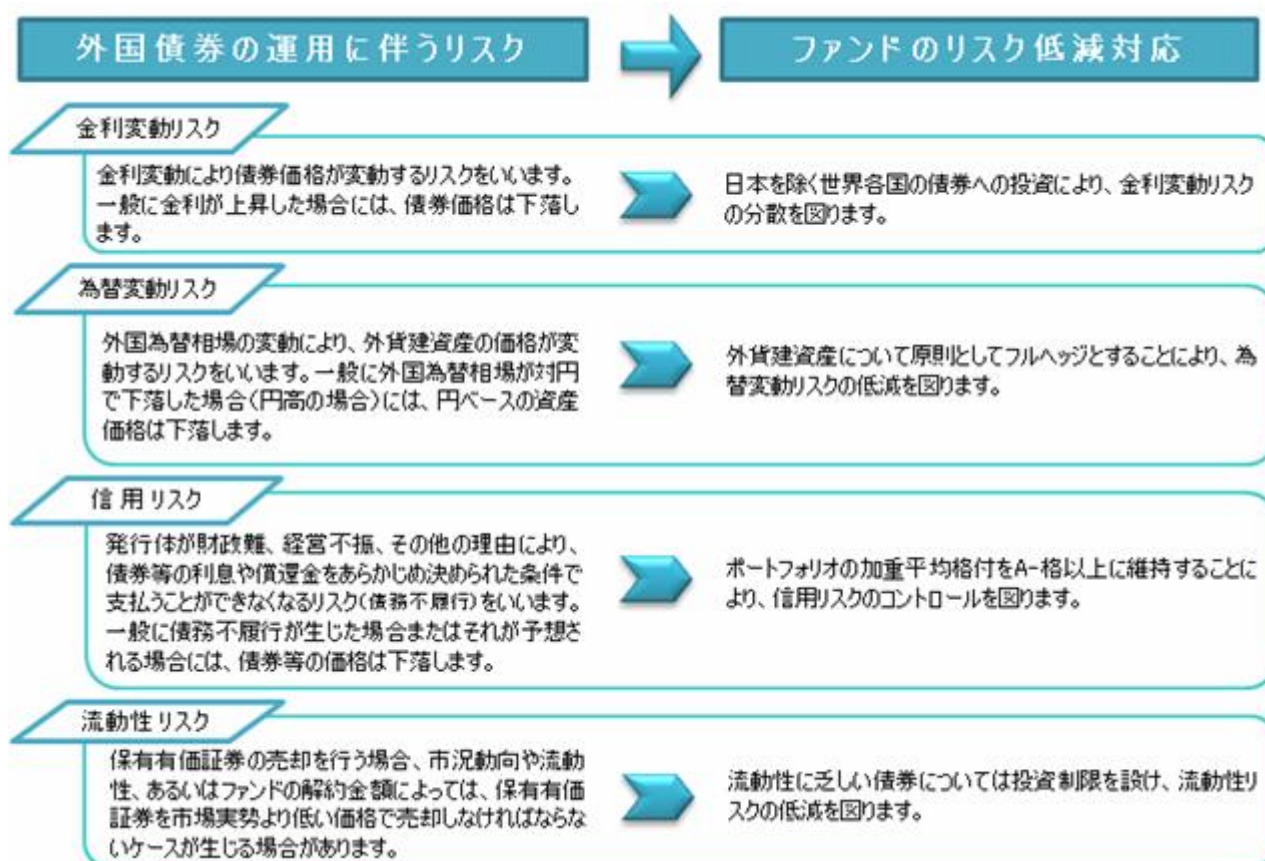 外国債券の運用に伴うリスク
ファンドのリスク低減対応
金利変動リスク
金利変動により債券価格が変動するリスクをいいます。
一般に金利が上昇した場合には、債券価格は下落し
ます。
日本を除く世界各国の債券への投資により、金利変動リスク
の分散を図ります。
為替変動リスク
外国為替相場の変動により、外貨建資産の価格が変
動するリスクをいいます。一般に外国為替相場が対円
で下落した場合(円高の場合)には、円ベースの資産
価格は下落します。
外貨建資産について原則としてフルヘッジとすることにより、為
替変動リスクの低減を図ります。
信用リスク
発行体が財政難、経営不振、その他の理由により、
債券等の利息や償還金をあらかじめ決められた条件で
支払うことができなくなるリスク(債務不履行)をいいます。
一般に債務不履行が生じた場合またはそれが予想さ
れる場合には、債券等の価格は下落します。
ポートフォリオの加重平均格付をA-格以上に維持することに
より、信用リスクのコントロールを図ります。
流動性リスク
保有有価証券の売却を行う場合、市況動向や流動
性、あるいはファンドの解約金額によっては、保有有価
証券を市場実勢より低い価格で売却しなければならな
いケースが生じる場合があります。
流動性に乏しい債券については投資制限を設け、流動性リ
スクの低減を図ります。